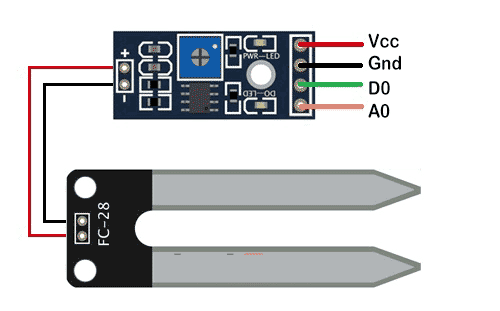 Vcc
Gnd
D0
A0
+
-
PWR-LED
DO-LED
FC-28